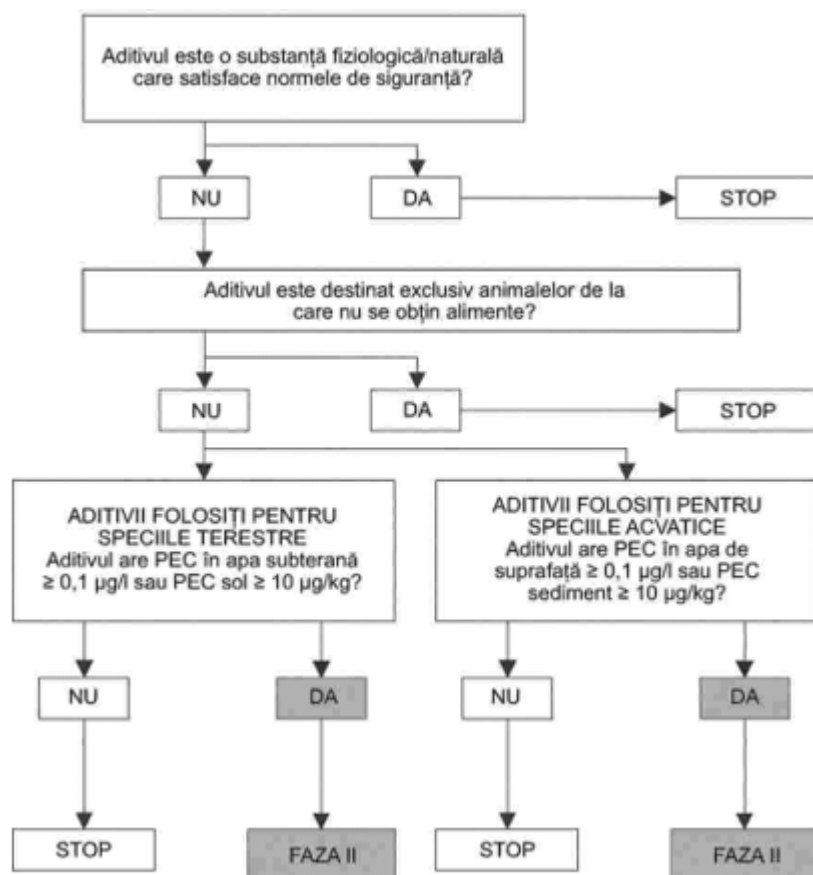 Aditivul este o substanță fiziologică/naturală
care satisface normele de siguranță?
NU
DA
STOP
Aditivul este destinat exclusiv animalelor de la
care nu se obțin alimente?
NU
DA
STOP
ADITIVII FOLOSIȚI PENTRU
SPECIILE TERESTRE
Aditivul are PEC în apa subterană
≥ 0,1 µg/l sau PEC sol ≥ 10 µg/kg?
ADITIVII FOLOSIȚI PENTRU
SPECIILE ACVATICE
Aditivul are PEC în apa de
suprafață ≥ 0,1 µg/l sau PEC
sediment ≥ 10 µg/kg?
NU
DA
NU
DA
STOP
FAZA II
STOP
FAZA II